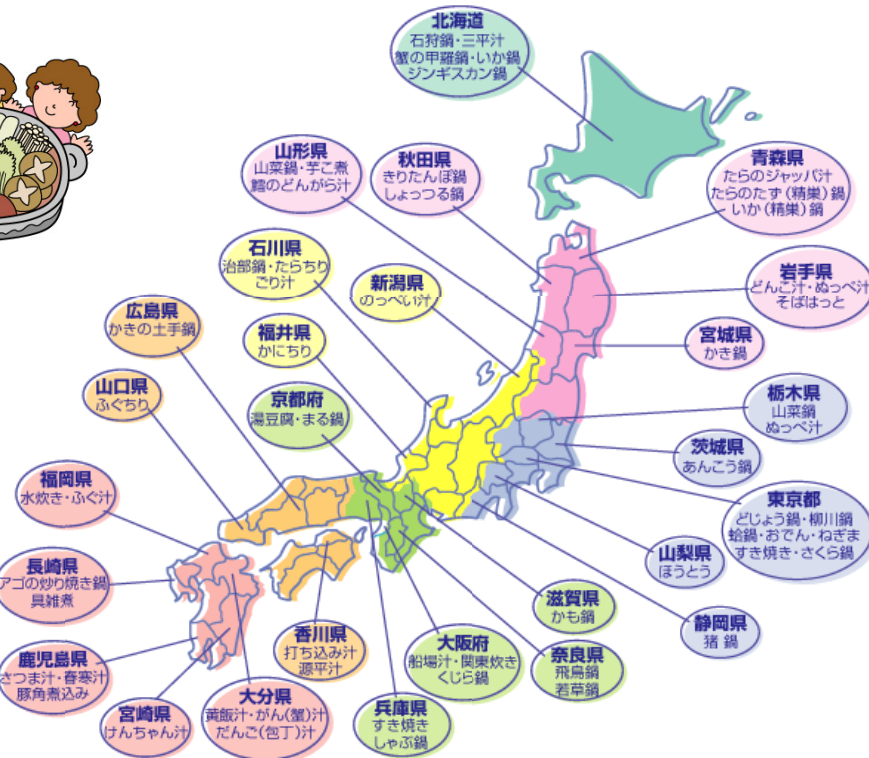 北海道
石狩鍋・三平汁
蟹の甲羅鍋・いか鍋
ジンギスカン鍋
山形県
山菜鍋・芋こ煮
鱈のどんがら汁
秋田県
きりたんぽ鍋
しょっつる鍋
青森県
たらのジャッパ汁
たらのたず(精巣)鍋
いか(精巣)鍋
石川県
治部鍋・たらちり
ごり汁
新潟県
のっぺい汁
岩手県
どんこ汁・ぬっぺ汁
そばはっと
広島県
かきの土手鍋
福井県
かにちり
宮城県
かき鍋
山口県
ふぐちり
京都府
湯豆腐・まる鍋
栃木県
山菜鍋
ぬっぺ汁
茨城県
あんこう鍋
福岡県
水炊き・ふぐ汁
東京都
どじょう鍋・柳川鍋
蛤鍋・おでん・ねぎま
すき焼き・さくら鍋
長崎県
アゴの炒り焼き鍋
具雑煮
山梨県
ほうとう
滋賀県
かも鍋
静岡県
猪 鍋
鹿児島県
さつま汁・春寒汁
豚角煮込み
香川県
打ち込み汁
源平汁
大阪府
船場汁・関東炊き
くじら鍋
奈良県
飛鳥鍋
若草鍋
宮崎県
けんちゃん汁
大分県
黄飯汁・がん(蟹)汁
だんご(包丁)汁
兵庫県
すき焼き
しゃぶ鍋